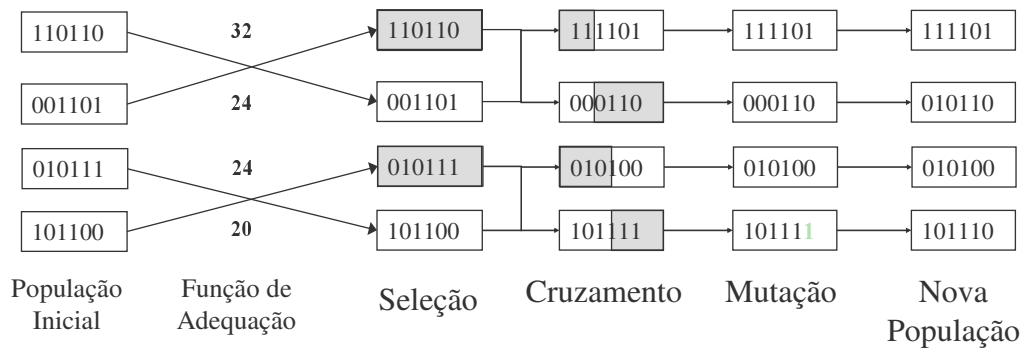 110110 32 110110 111101 111101 111101
001101 24 001101 000110 000110 010110
010111 24 010111 010100 010100 010100
101100 20 101100 101111 101111 101110
População Inicial
Função de Adequação
Seleção
Cruzamento
Mutação
Nova População